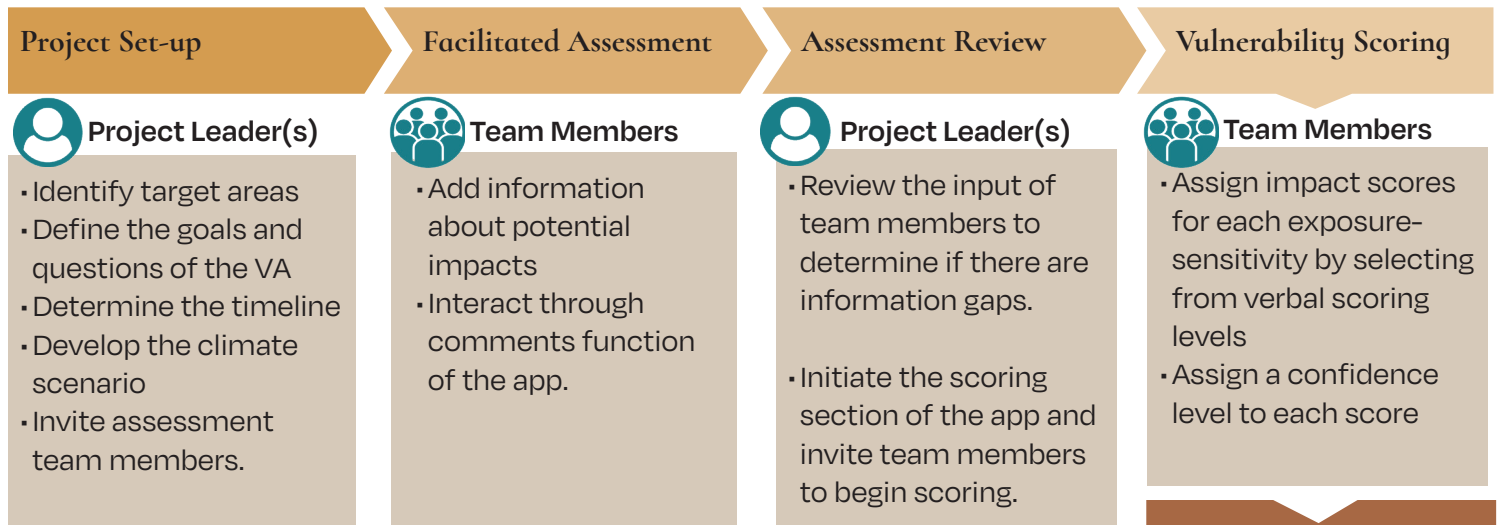 Project Set-up
Project Leader(s)
▪ Identify target areas
▪ Define the goals and
questions of the VA
▪ Determine the timeline
▪ Develop the climate
scenario
▪ Invite assessment
team members.
Facilitated Assessment
Team Members
▪ Add information
about potential
impacts
▪ Interact through
comments function
of the app.
Assessment Review
Project Leader(s)
▪ Review the input of
team members to
determine if there are
information gaps.
▪ Initiate the scoring
section of the app and
invite team members
to begin scoring.
Vulnerability Scoring
Team Members
▪ Assign impact scores
for each exposure-
sensitivity by selecting
from verbal scoring
levels
▪ Assign a confidence
level to each score